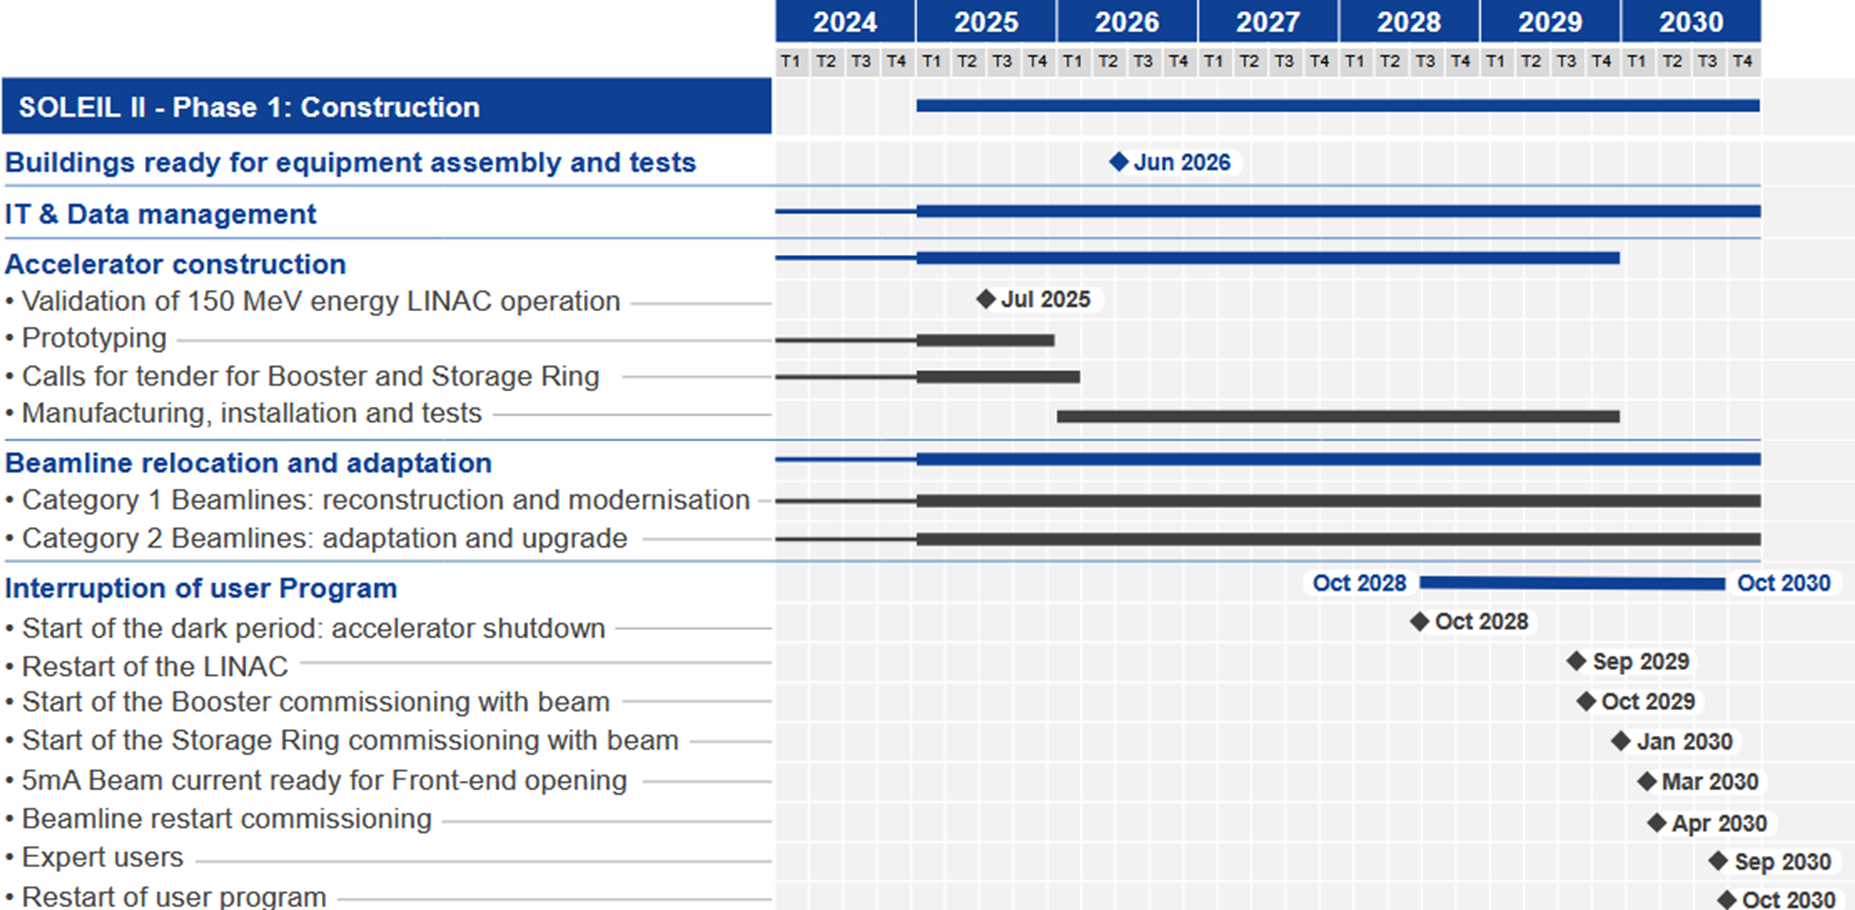 2024 2025 2026 2027 2028 2029 2030
T1 T2 T3 T4 T1 T2 T3 T4 T1 T2 T3 T4 T1 T2 T3 T4 T1 T2 T3 T4 T1 T2 T3 T4 T1 T2 T3 T4
SOLEIL II - Phase 1: Construction
Buildings ready for equipment assembly and tests Jun 2026
IT & Data management
Accelerator construction
• Validation of 150 MeV energy LINAC operation Jul 2025
• Prototyping
• Calls for tender for Booster and Storage Ring
• Manufacturing, installation and tests
Beamline relocation and adaptation
• Category 1 Beamlines: reconstruction and modernisation
• Category 2 Beamlines: adaptation and upgrade
Interruption of user Program Oct 2028 Oct 2030
• Start of the dark period: accelerator shutdown Oct 2028
• Restart of the LINAC Sep 2029
• Start of the Booster commissioning with beam Oct 2029
• Start of the Storage Ring commissioning with beam Jan 2030
• 5mA Beam current ready for Front-end opening Mar 2030
• Beamline restart commissioning Apr 2030
• Expert users Sep 2030
• Restart of user program Oct 2030